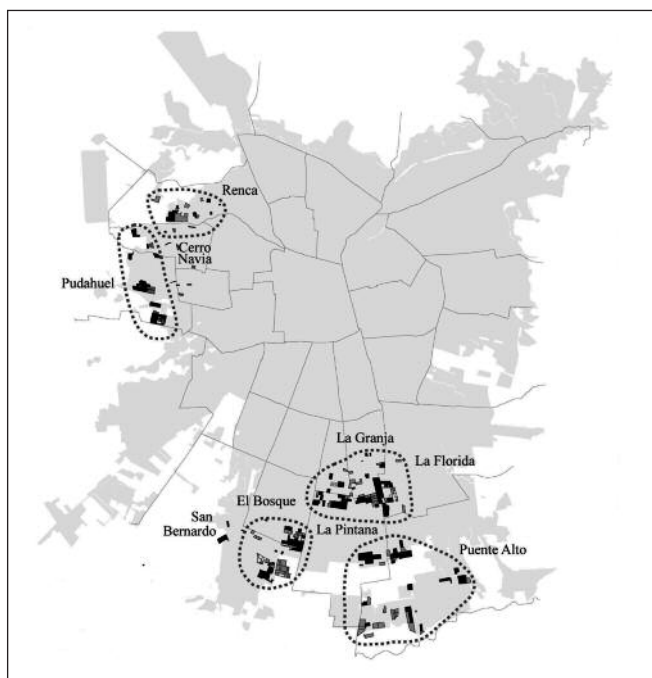 Renca
Cerro
Navia
Pudahuel
La Granja
La Florida
El Bosque
San
Bernardo
La Pintana
Puente Alto